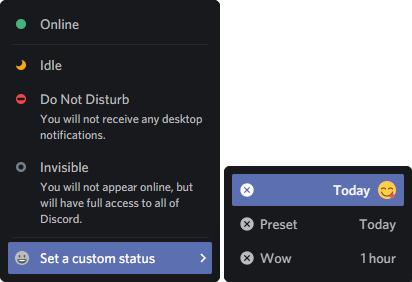 Online
Idle
Do Not Disturb
You will not receive any desktop
notifications.
Invisible
You will not appear online, but
will have full access to all of
Discord.
Set a custom status
Today 😋
Preset Today
Wow 1 hour